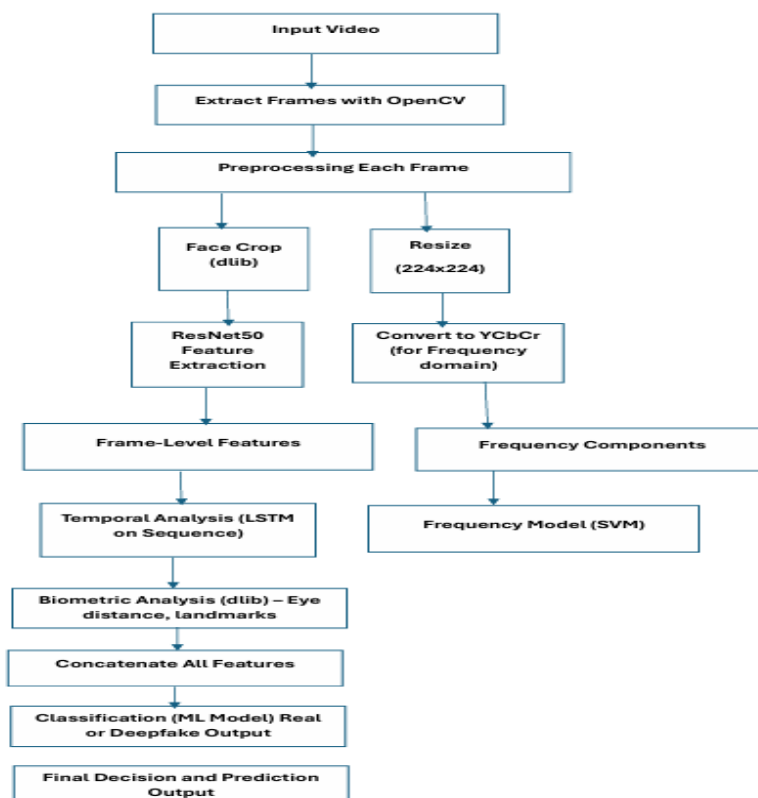 Input Video
Extract Frames with OpenCV
Preprocessing Each Frame
Face Crop
(dlib)
Resize
(224x224)
ResNet50
Feature
Extraction
Convert to YCbCr
(for Frequency
domain)
Frame-Level Features
Frequency Components
Temporal Analysis (LSTM
on Sequence)
Frequency Model (SVM)
Biometric Analysis (dlib) – Eye
distance, landmarks
Concatenate All Features
Classification (ML Model) Real
or Deepfake Output
Final Decision and Prediction
Output